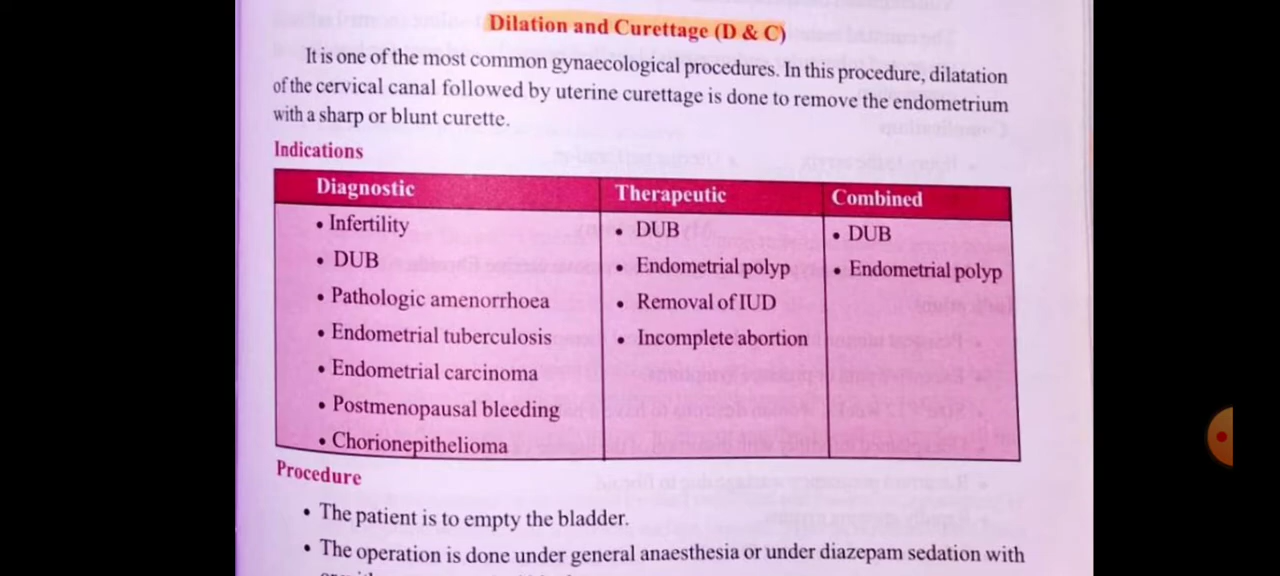 Dilation and Curettage (D & C)
It is one of the most common gynaecological procedures. In this procedure, dilatation
of the cervical canal followed by uterine curettage is done to remove the endometrium
with a sharp or blunt curette.
Indications
Diagnostic Therapeutic Combined
• Infertility • DUB • DUB
• DUB • Endometrial polyp • Endometrial polyp
• Pathologic amenorrhoea • Removal of IUD
• Endometrial tuberculosis • Incomplete abortion
• Endometrial carcinoma
• Postmenopausal bleeding
• Chorionepithelioma
Procedure
• The patient is to empty the bladder.
• The operation is done under general anaesthesia or under diazepam sedation with